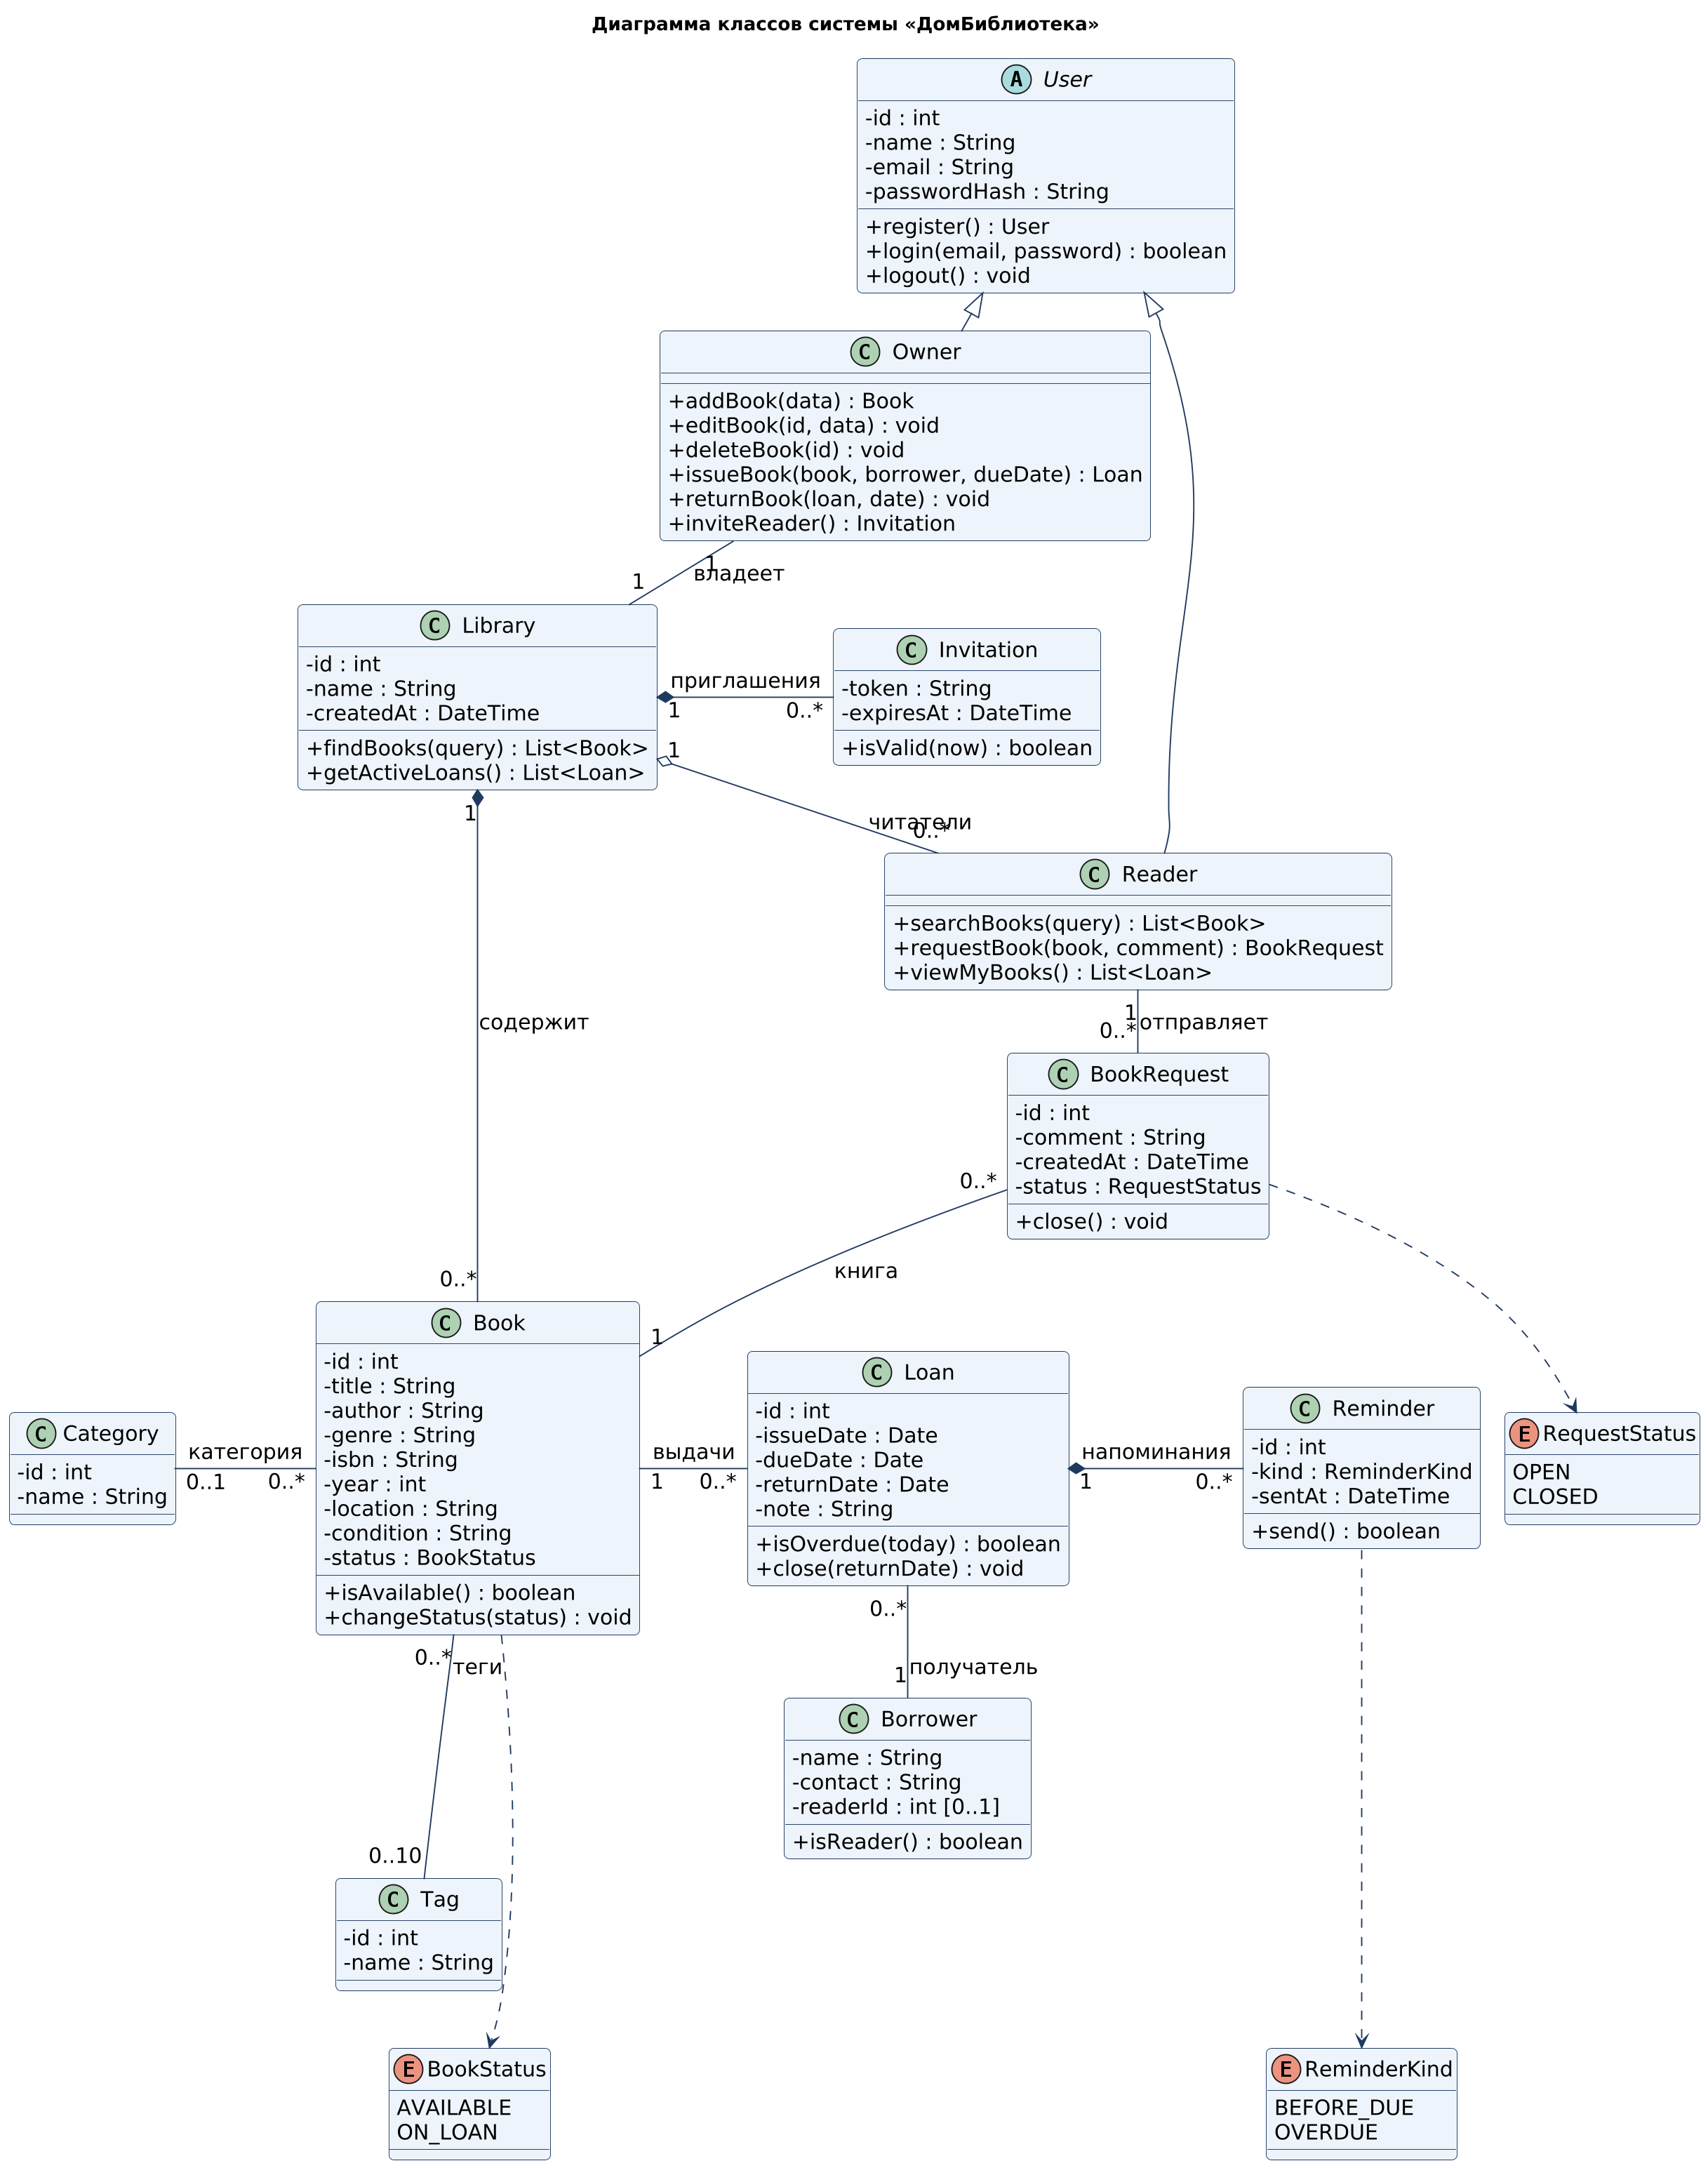 Диаграмма классов системы «ДомБиблиотека»
A User
-id : int
-name : String
-email : String
-passwordHash : String
+register() : User
+login(email, password) : boolean
+logout() : void
C Owner
+addBook(data) : Book
+editBook(id, data) : void
+deleteBook(id) : void
+issueBook(book, borrower, dueDate) : Loan
+returnBook(loan, date) : void
+inviteReader() : Invitation
1
владеет
1
C Library
-id : int
-name : String
-createdAt : DateTime
+findBooks(query) : List<Book>
+getActiveLoans() : List<Loan>
приглашения
1
0..*
C Invitation
-token : String
-expiresAt : DateTime
+isValid(now) : boolean
1
читатели
0..*
C Reader
+searchBooks(query) : List<Book>
+requestBook(book, comment) : BookRequest
+viewMyBooks() : List<Loan>
1
содержит
0..*
1
отправляет
0..*
C BookRequest
-id : int
-comment : String
-createdAt : DateTime
-status : RequestStatus
+close() : void
0..*
книга
1
C Book
-id : int
-title : String
-author : String
-genre : String
-isbn : String
-year : int
-location : String
-condition : String
-status : BookStatus
+isAvailable() : boolean
+changeStatus(status) : void
C Category
-id : int
-name : String
категория
0..1
0..*
выдачи
1
0..*
C Loan
-id : int
-issueDate : Date
-dueDate : Date
-returnDate : Date
-note : String
+isOverdue(today) : boolean
+close(returnDate) : void
напоминания
1
0..*
C Reminder
-id : int
-kind : ReminderKind
-sentAt : DateTime
+send() : boolean
E RequestStatus
OPEN
CLOSED
0..*
теги
0..10
0..*
получатель
1
C Borrower
-name : String
-contact : String
-readerId : int [0..1]
+isReader() : boolean
C Tag
-id : int
-name : String
E BookStatus
AVAILABLE
ON_LOAN
E ReminderKind
BEFORE_DUE
OVERDUE